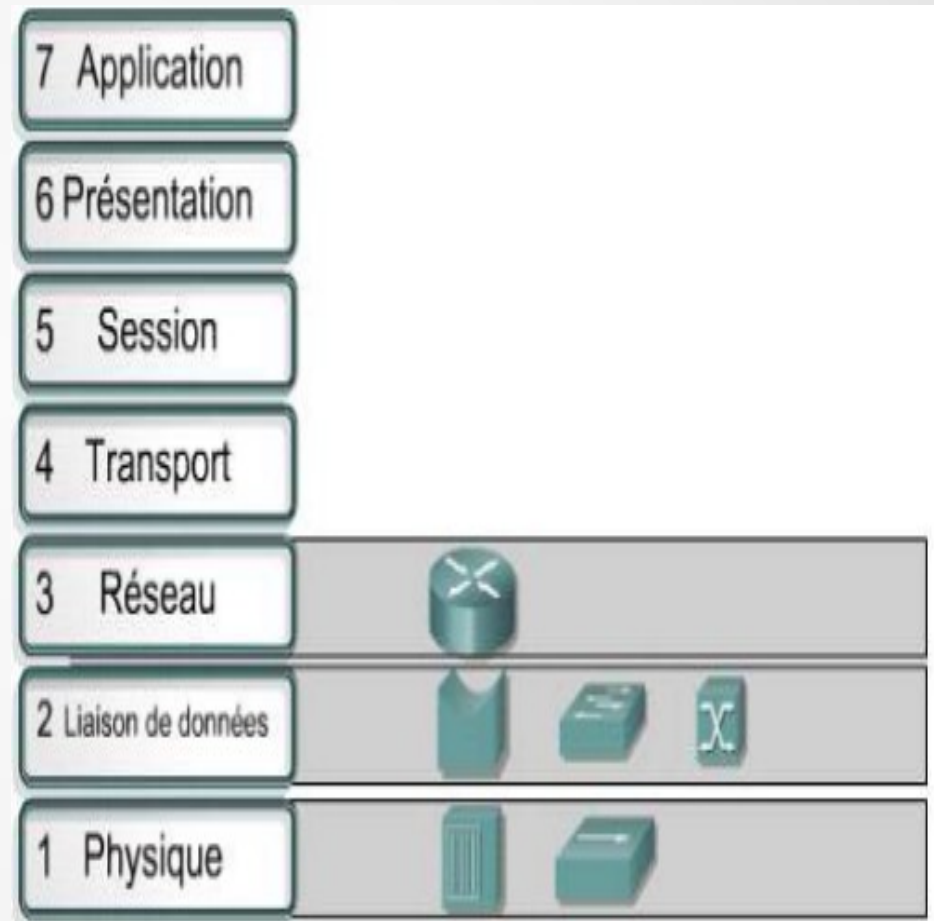 7 Application
6 Présentation
5 Session
4 Transport
3 Réseau
2 Liaison de données
1 Physique